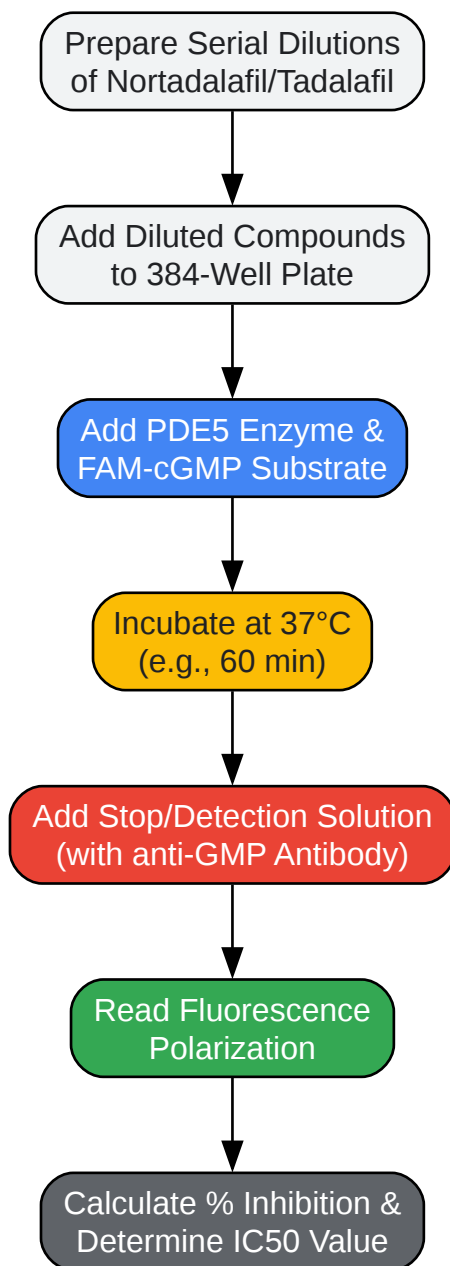 Prepare Serial Dilutions
of Nortadalafil/Tadalafil
Add Diluted Compounds
to 384-Well Plate
Add PDE5 Enzyme &
FAM-cGMP Substrate
Incubate at 37°C
(e.g., 60 min)
Add Stop/Detection Solution
(with anti-GMP Antibody)
Read Fluorescence
Polarization
Calculate % Inhibition &
Determine IC50 Value